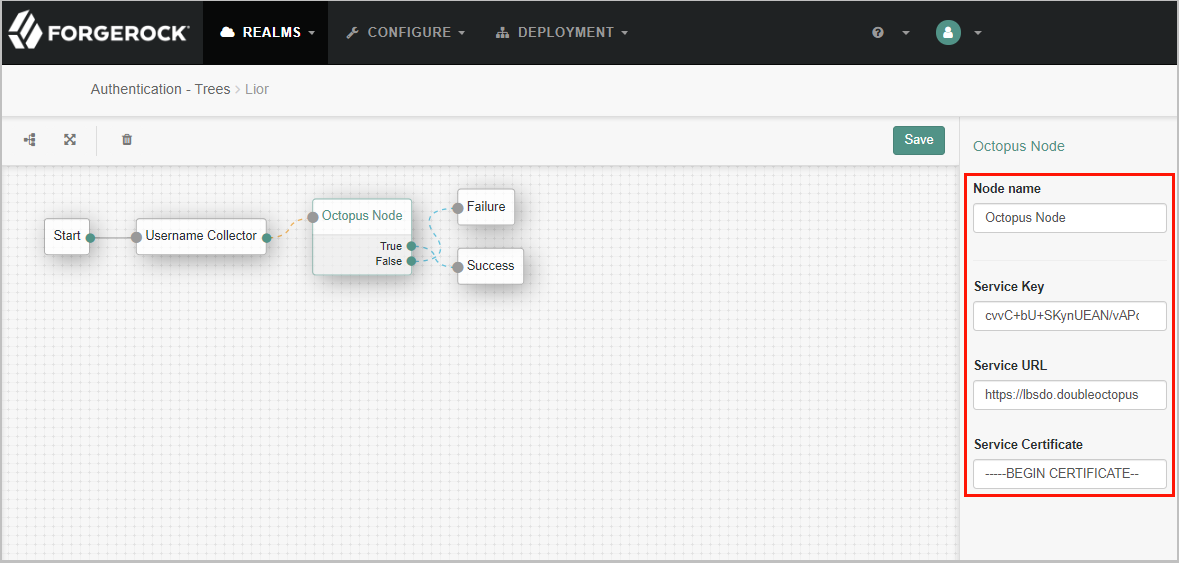 FORGEROCK REALMS CONFIGURE DEPLOYMENT
Authentication - Trees > Lior
Save
Octopus Node
Node name
Octopus Node
Service Key
cvvC+bU+SKynUEAN/vAPc
Service URL
https://lbsdo.doubleoctopus
Service Certificate
-----BEGIN CERTIFICATE--
Start
Username Collector
Octopus Node
True
False
Failure
Success